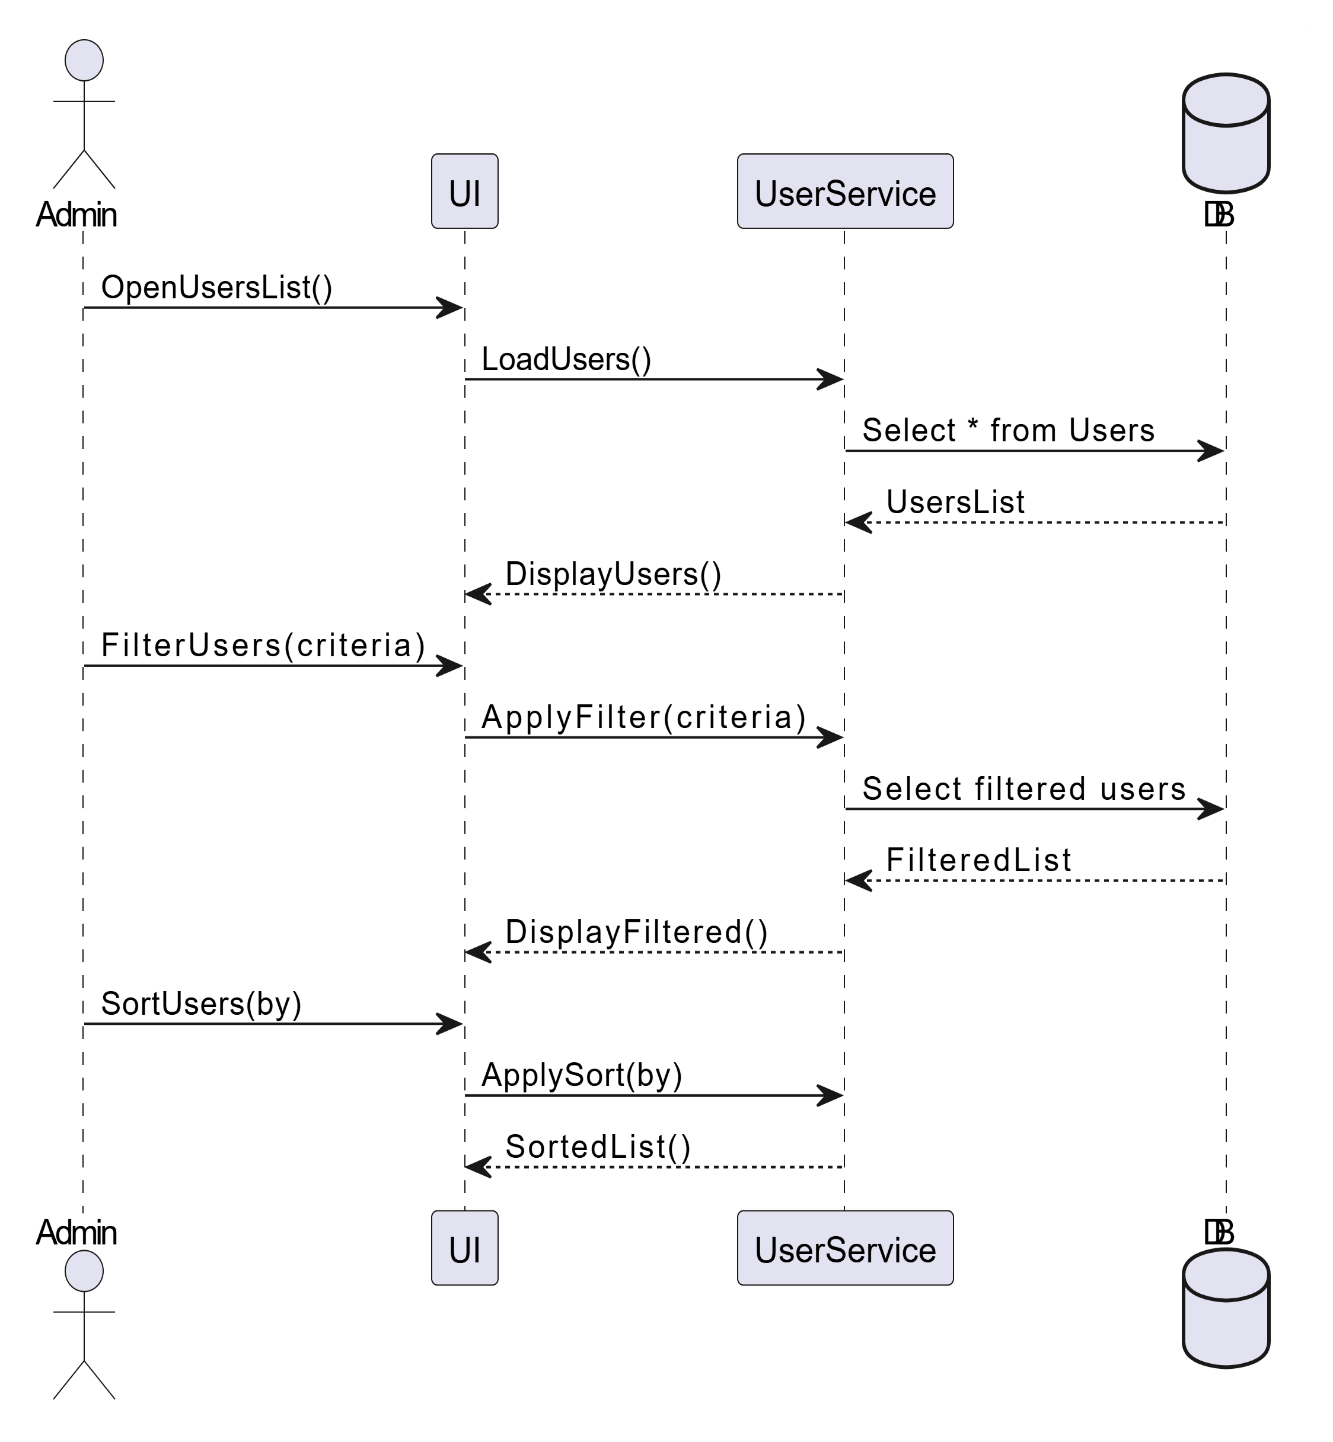 Admin
UI
UserService
DB
OpenUsersList()
LoadUsers()
Select * from Users
UsersList
DisplayUsers()
FilterUsers(criteria)
ApplyFilter(criteria)
Select filtered users
FilteredList
DisplayFiltered()
SortUsers(by)
ApplySort(by)
SortedList()
Admin
UI
UserService
DB